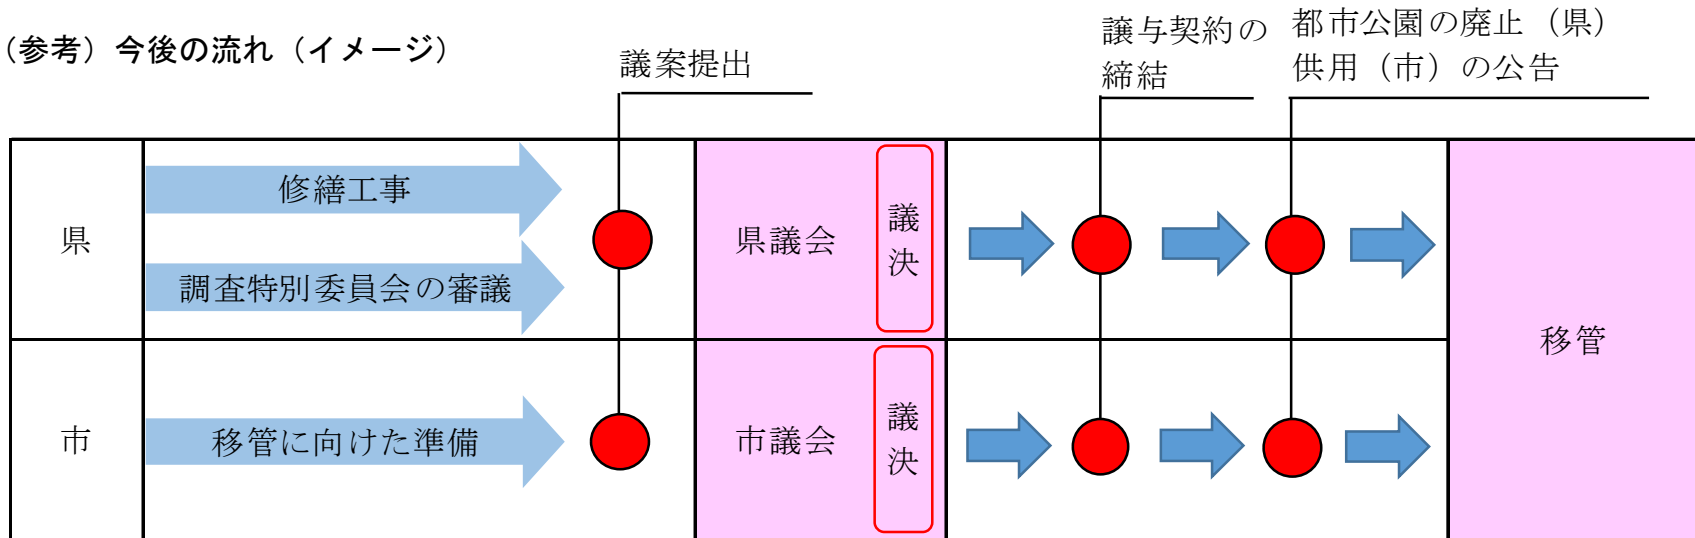 （参考）今後の流れ（イメージ）
議案提出
譲与契約の
締結
都市公園の廃止（県）
供用（市）の公告
県
修繕工事
調査特別委員会の審議
県議会
議決
市
移管に向けた準備
市議会
議決
移管